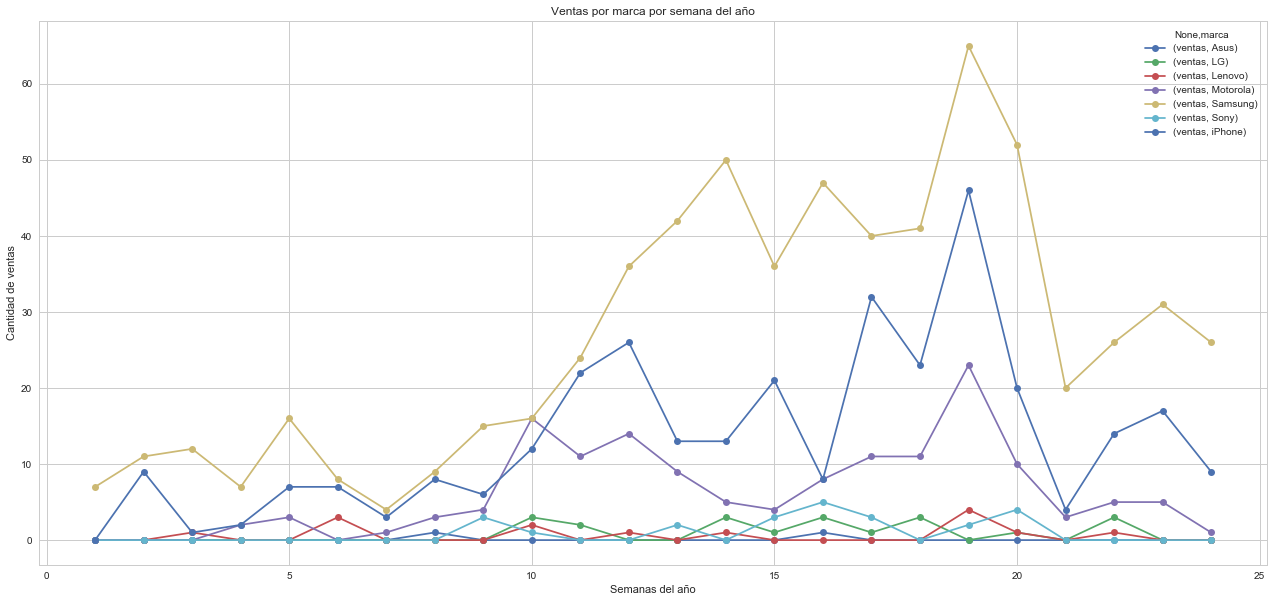 Ventas por marca por semana del año
None,marca
(ventas, Asus)
(ventas, LG)
(ventas, Lenovo)
(ventas, Motorola)
(ventas, Samsung)
(ventas, Sony)
(ventas, iPhone)
Cantidad de ventas
60
50
40
30
20
10
0
0 5 10 15 20 25
Semanas del año